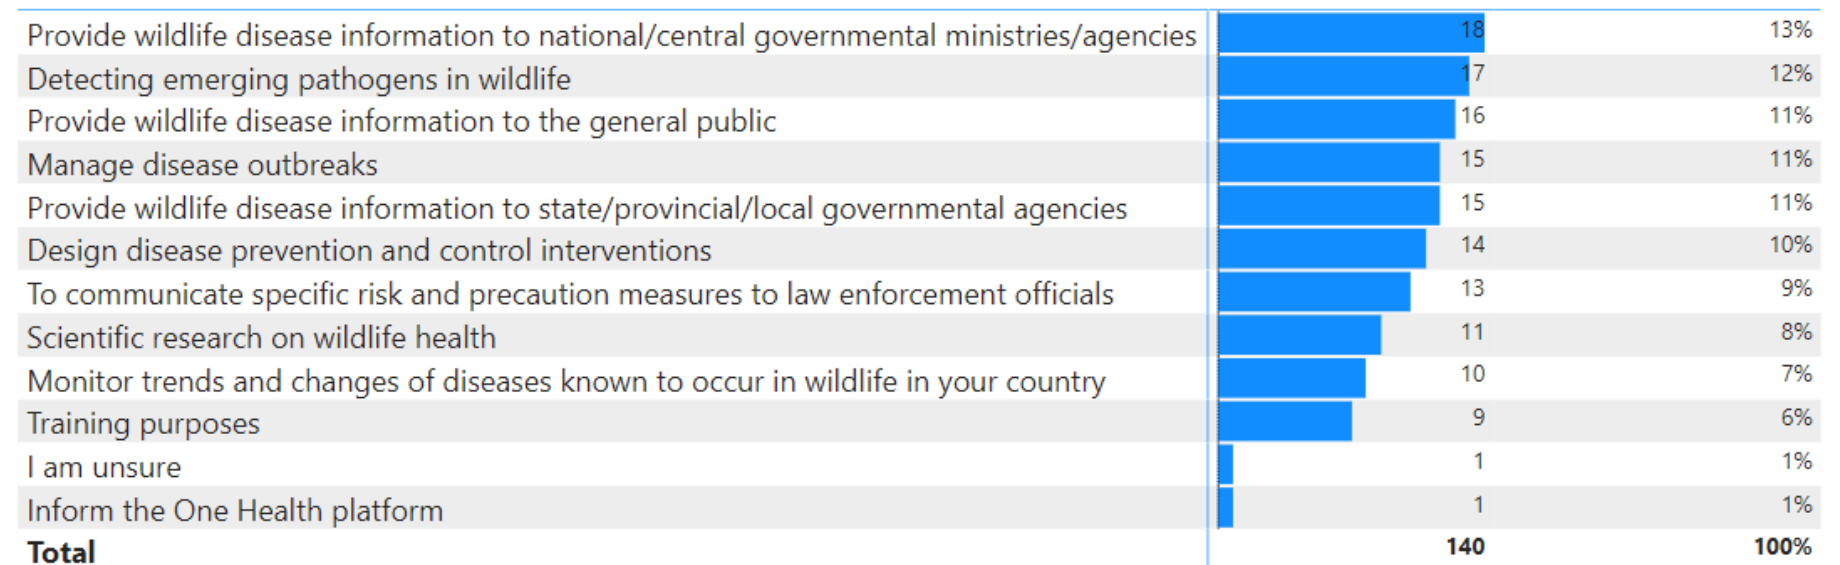 Provide wildlife disease information to national/central governmental ministries/agencies 18 13%
Detecting emerging pathogens in wildlife 17 12%
Provide wildlife disease information to the general public 16 11%
Manage disease outbreaks 15 11%
Provide wildlife disease information to state/provincial/local governmental agencies 15 11%
Design disease prevention and control interventions 14 10%
To communicate specific risk and precaution measures to law enforcement officials 13 9%
Scientific research on wildlife health 11 8%
Monitor trends and changes of diseases known to occur in wildlife in your country 10 7%
Training purposes 9 6%
I am unsure 1 1%
Inform the One Health platform 1 1%
Total 140 100%